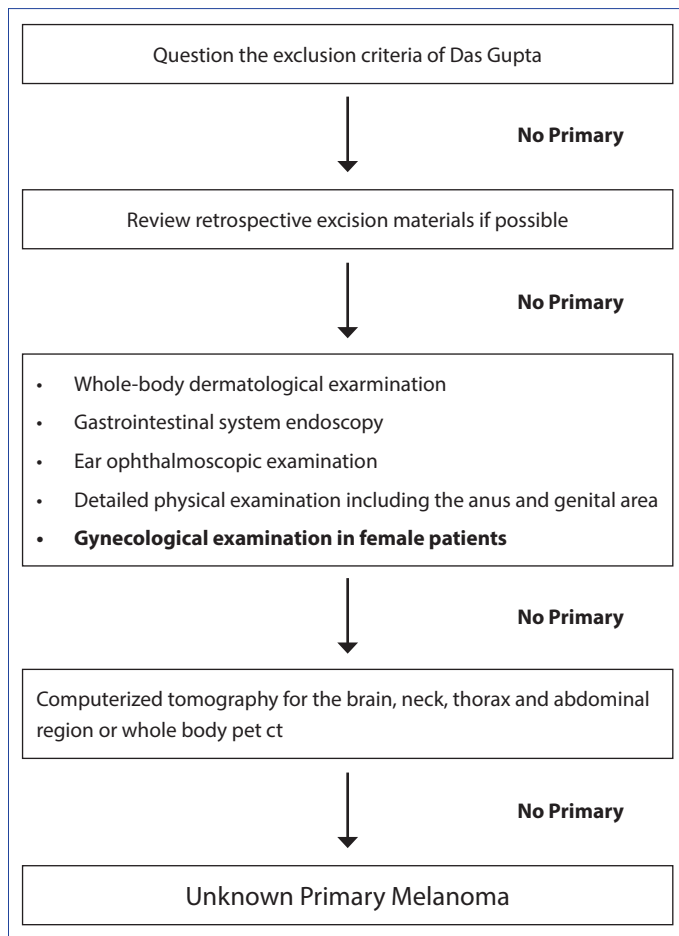 Question the exclusion criteria of Das Gupta
No Primary
Review retrospective excision materials if possible
No Primary
• Whole-body dermatological exarmination
• Gastrointestinal system endoscopy
• Ear ophthalmoscopic examination
• Detailed physical examination including the anus and genital area
• Gynecological examination in female patients
No Primary
Computerized tomography for the brain, neck, thorax and abdominal
region or whole body pet ct
No Primary
Unknown Primary Melanoma